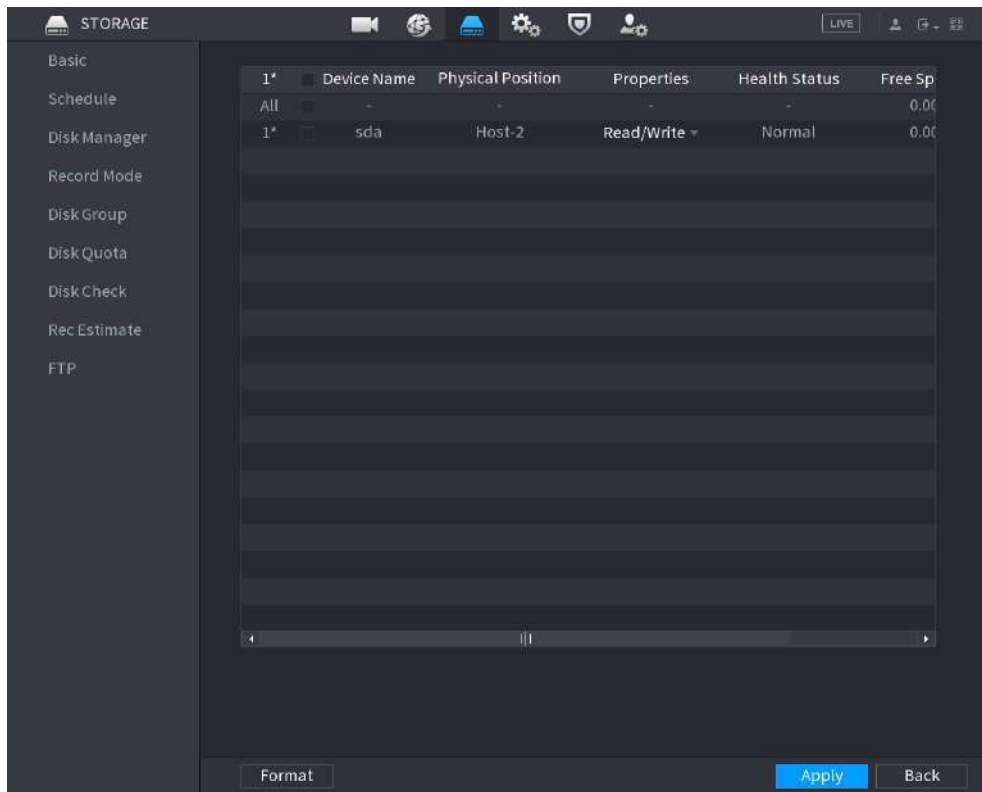 STORAGE LIVE
Basic
Schedule
Disk Manager
Record Mode
Disk Group
Disk Quota
Disk Check
Rec Estimate
FTP
1* Device Name Physical Position Properties Health Status Free Sp
All - - - - 0.00
1* sda Host-2 Read/Write Normal 0.00
Format Apply Back